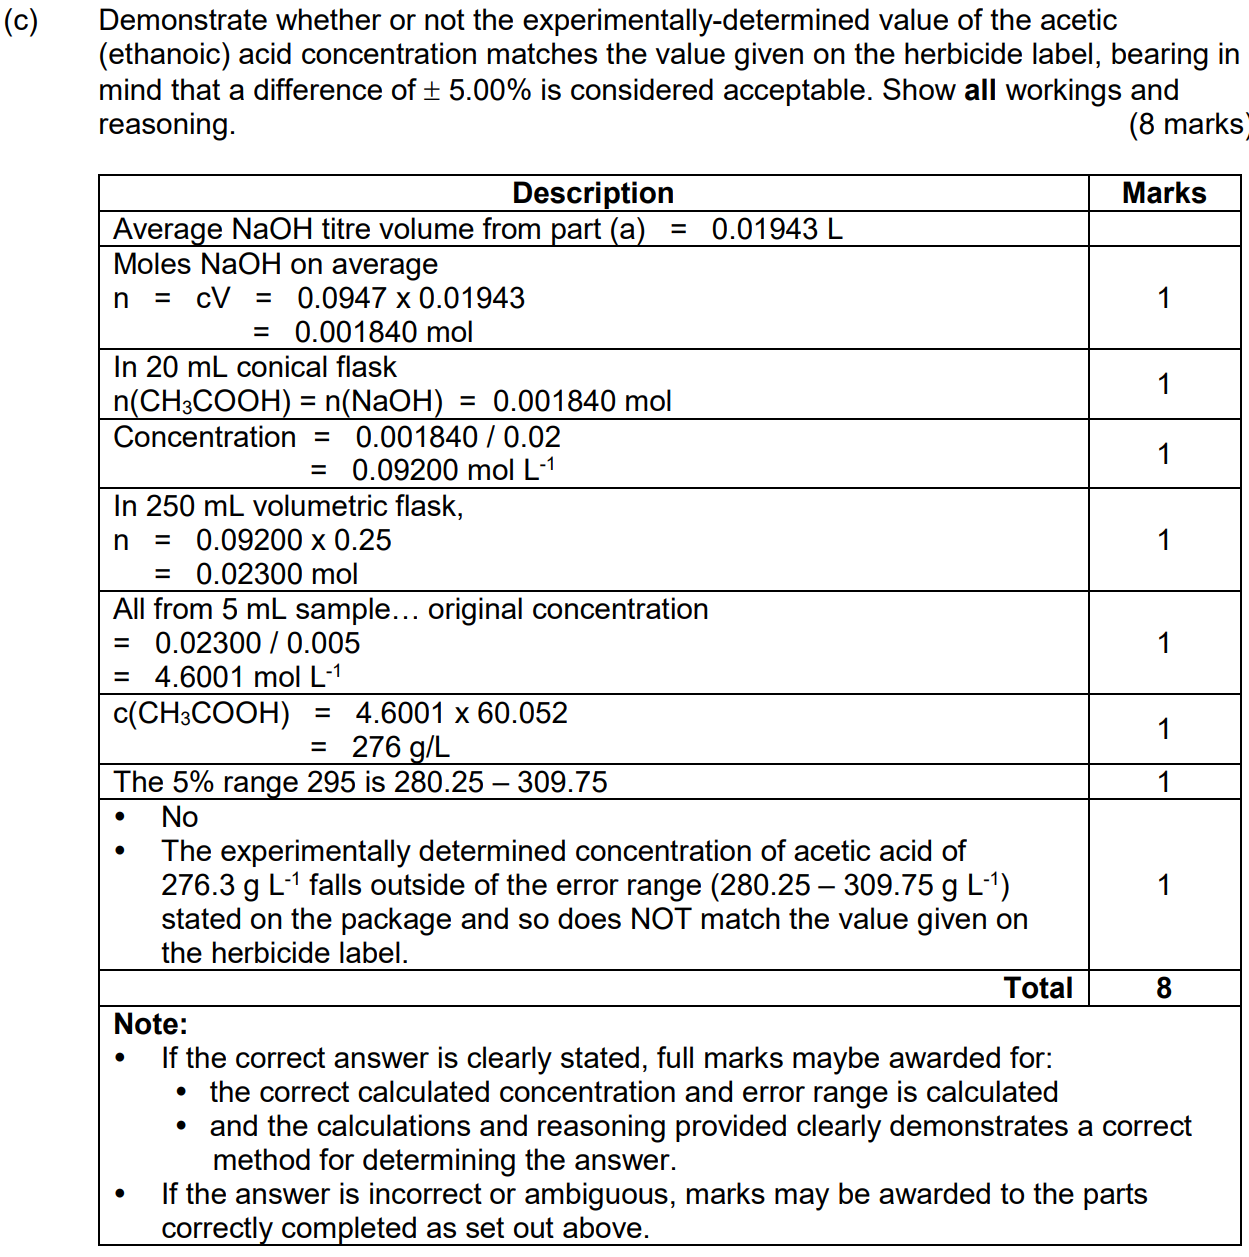 (c) Demonstrate whether or not the experimentally-determined value of the acetic
(ethanoic) acid concentration matches the value given on the herbicide label, bearing in
mind that a difference of ± 5.00% is considered acceptable. Show all workings and
reasoning. (8 marks)
Description Marks
Average NaOH titre volume from part (a) = 0.01943 L
Moles NaOH on average
n = cV = 0.0947 x 0.01943
= 0.001840 mol
1
In 20 mL conical flask
n(CH₃COOH) = n(NaOH) = 0.001840 mol
1
Concentration = 0.001840 / 0.02
= 0.09200 mol L⁻¹
1
In 250 mL volumetric flask,
n = 0.09200 x 0.25
= 0.02300 mol
1
All from 5 mL sample… original concentration
= 0.02300 / 0.005
= 4.6001 mol L⁻¹
1
c(CH₃COOH) = 4.6001 x 60.052
= 276 g/L
1
The 5% range 295 is 280.25 – 309.75 1
• No
• The experimentally determined concentration of acetic acid of
276.3 g L⁻¹ falls outside of the error range (280.25 – 309.75 g L⁻¹)
stated on the package and so does NOT match the value given on
the herbicide label.
1
Total 8
Note:
• If the correct answer is clearly stated, full marks maybe awarded for:
• the correct calculated concentration and error range is calculated
• and the calculations and reasoning provided clearly demonstrates a correct
method for determining the answer.
• If the answer is incorrect or ambiguous, marks may be awarded to the parts
correctly completed as set out above.